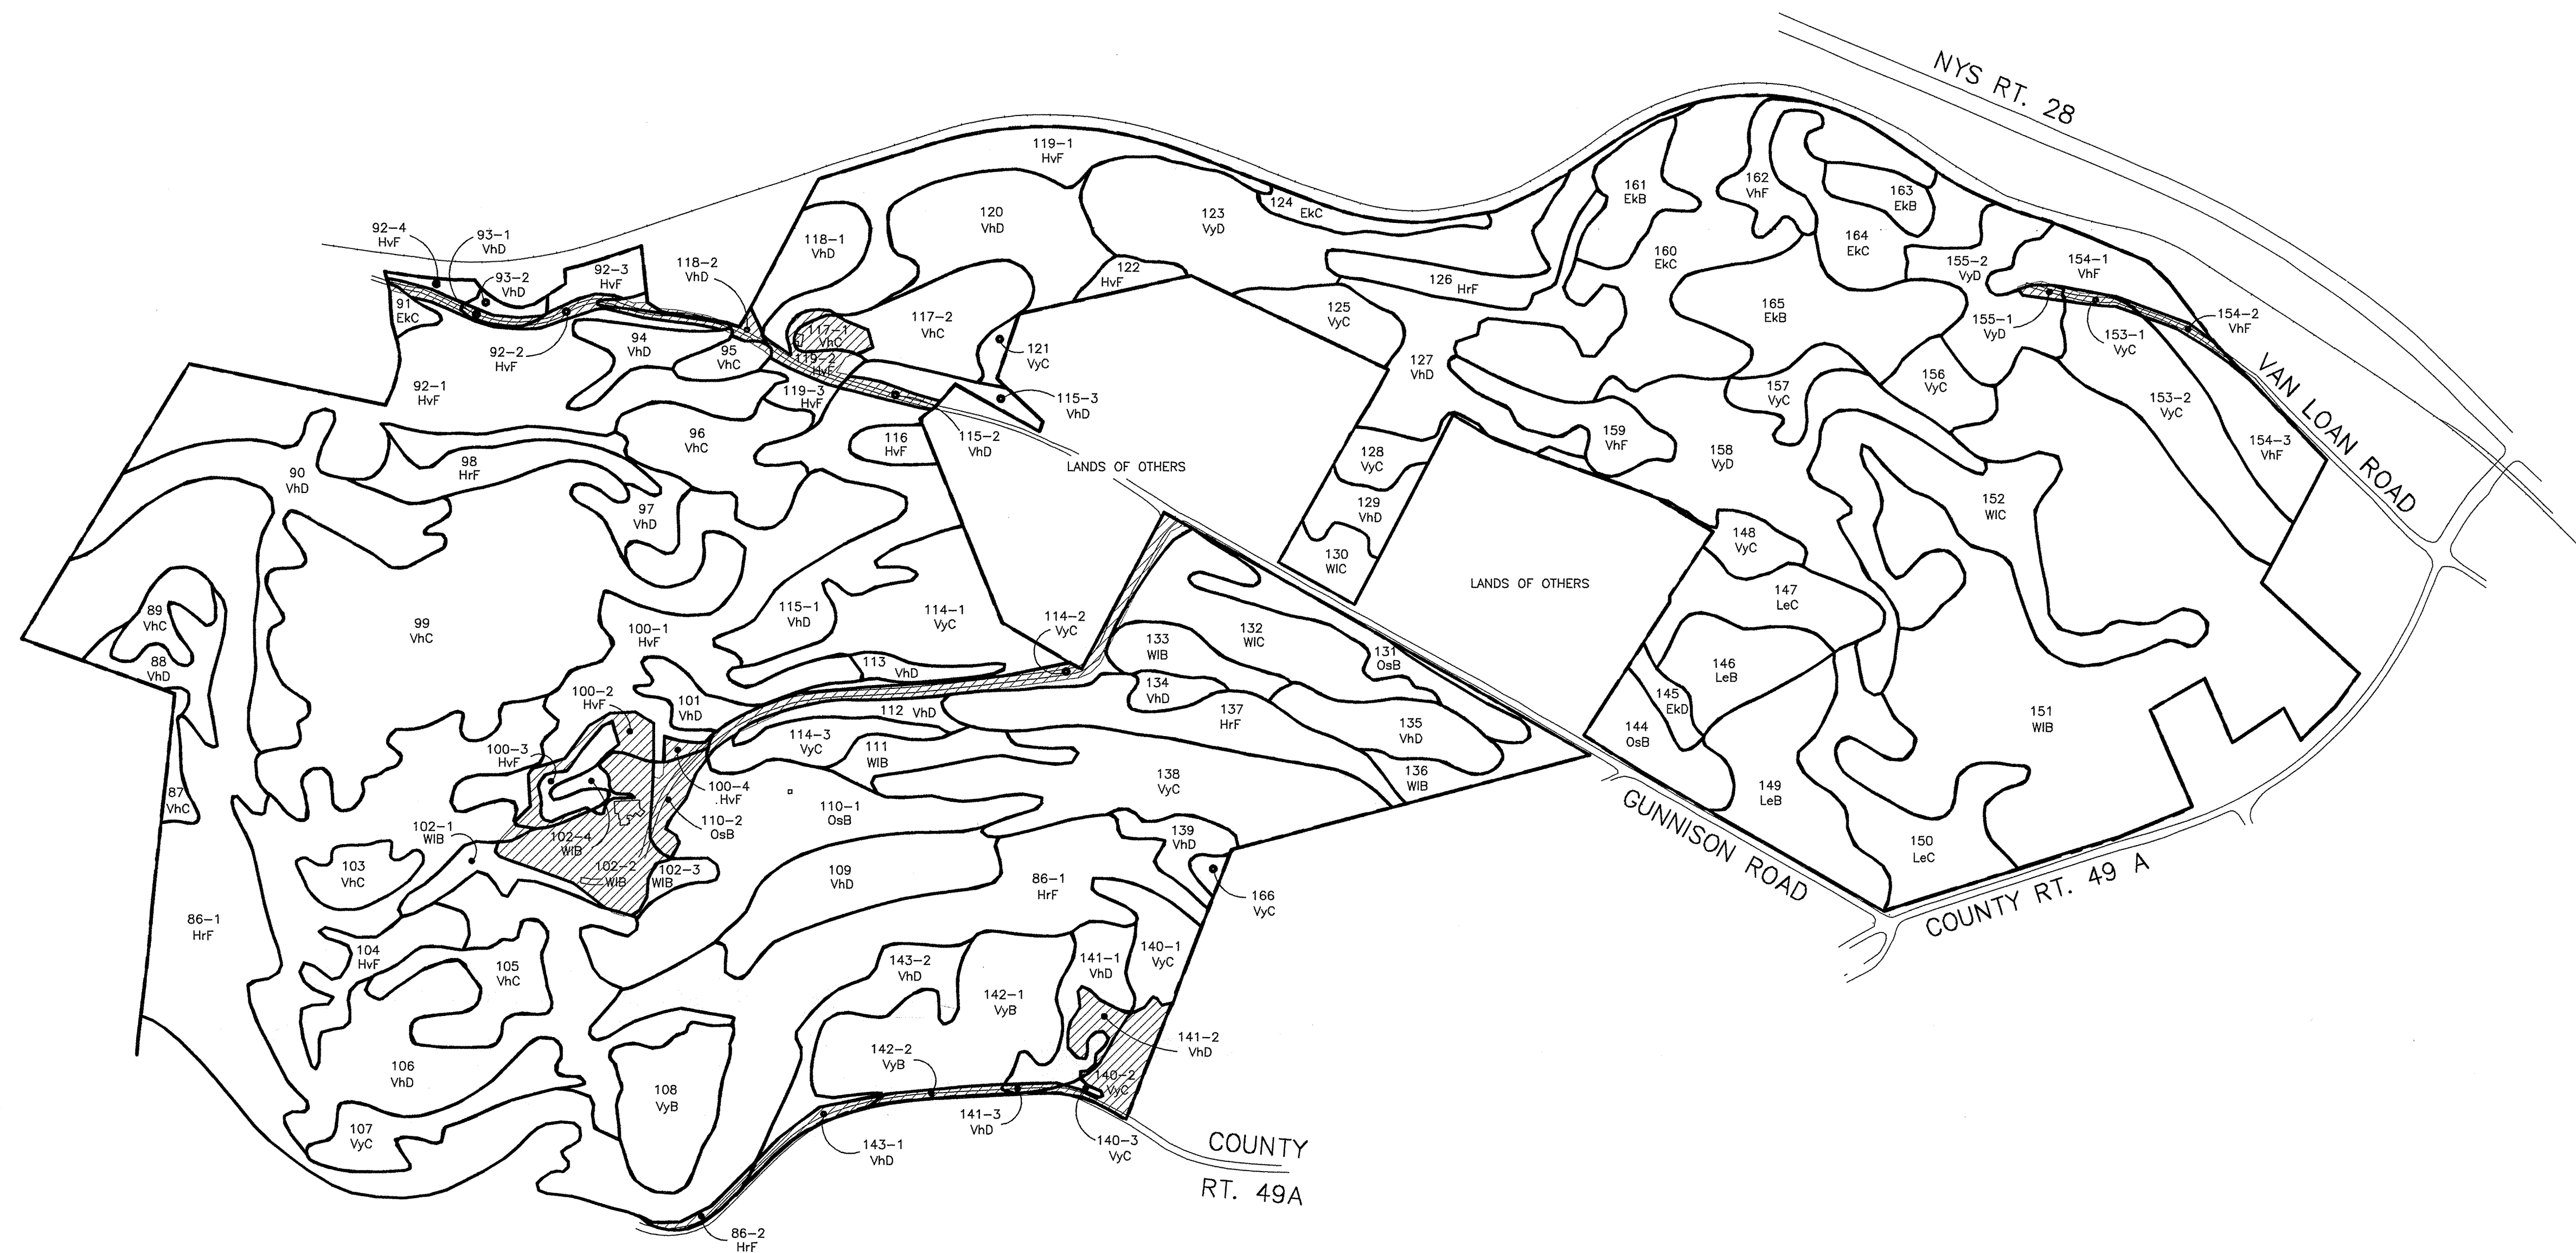 NYS RT. 28
119-1
HvF
161
EkB
162
VhF
163
EkB
124
EkC
120
VhD
123
VyD
92-4
HvF
93-1
VhD
118-1
VhD
164
EkC
160
EkC
92-3
HvF
118-2
VhD
122
HvF
155-2
VyD
154-1
VhF
93-2
VhD
126
HrF
91
EkC
125
VyC
165
EkB
117-2
VhC
117-1
VhC
154-2
VhF
155-1
VyD
153-1
VyC
94
VhD
92-2
HvF
95
VhC
119-2
HvF
121
VyC
127
VhD
VAN LOAN ROAD
92-1
HvF
119-3
HvF
115-3
VhD
157
VyC
156
VyC
153-2
VyC
96
VhC
116
HvF
115-2
VhD
159
VhF
154-3
VhF
98
HrF
LANDS OF OTHERS
128
VyC
158
VyD
90
VhD
97
VhD
129
VhD
152
WIC
148
VyC
130
WIC
LANDS OF OTHERS
147
LeC
89
VhC
99
VhC
115-1
VhD
114-1
VyC
114-2
VyC
133
WIB
132
WIC
131
OsB
100-1
HvF
88
VhD
113
VhD
146
LeB
134
VhD
145
EkD
100-2
HvF
101
VhD
112
VhD
137
HrF
135
VhD
144
OsB
151
WIB
114-3
VyC
111
WIB
100-3
HvF
100-4
HvF
138
VyC
136
WIB
149
LeB
87
VhC
110-1
OsB
110-2
OsB
GUNNISON ROAD
102-1
WIB
102-4
WIB
139
VhD
150
LeC
103
VhC
102-2
WIB
102-3
WIB
109
VhD
86-1
HrF
166
VyC
COUNTY RT. 49 A
86-1
HrF
104
HvF
105
VhC
143-2
VhD
141-1
VhD
140-1
VyC
142-1
VyB
141-2
VhD
106
VhD
142-2
VyB
140-2
VyC
108
VyB
107
VyC
143-1
VhD
141-3
VhD
140-3
VyC
COUNTY
RT. 49A
86-2
HrF